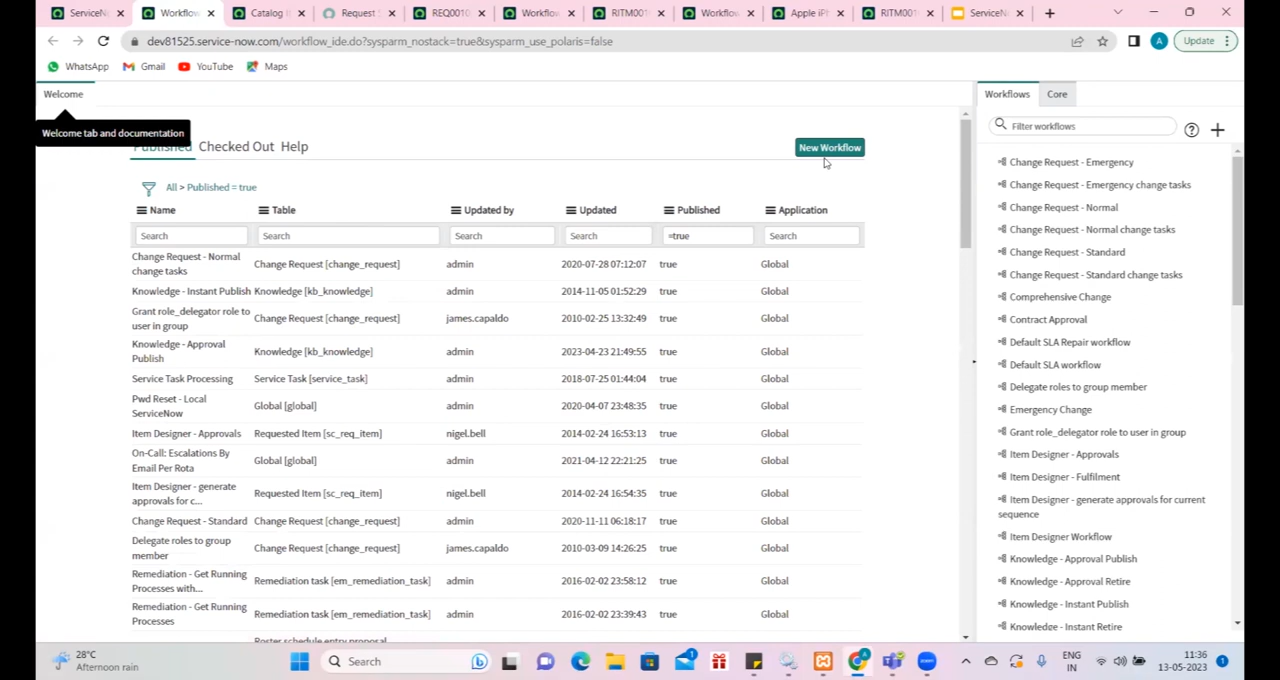 ServiceN
Workflow
Catalog I
Request
REQ0010
Workflow
RITM001
Workflow
Apple iP
RITM001
ServiceN
dev81525.service-now.com/workflow_ide.do?sysparm_nostack=true&sysparm_use_polaris=false
A
Update
WhatsApp
Gmail
YouTube
Maps
Welcome
Welcome tab and documentation
Published
Checked Out
Help
New Workflow
All > Published = true
Name Table Updated by Updated Published Application
Search Search Search Search =true Search
Change Request - Normal
change tasks
Change Request [change_request] admin 2020-07-28 07:12:07 true Global
Knowledge - Instant Publish Knowledge [kb_knowledge] admin 2014-11-05 01:52:29 true Global
Grant role_delegator role to
user in group
Change Request [change_request] james.capaldo 2010-02-25 13:32:49 true Global
Knowledge - Approval
Publish
Knowledge [kb_knowledge] admin 2023-04-23 21:49:55 true Global
Service Task Processing Service Task [service_task] admin 2018-07-25 01:44:04 true Global
Pwd Reset - Local
ServiceNow
Global [global] admin 2020-04-07 23:48:35 true Global
Item Designer - Approvals Requested Item [sc_req_item] nigel.bell 2014-02-24 16:53:13 true Global
On-Call: Escalations By
Email Per Rota
Global [global] admin 2021-04-12 22:21:25 true Global
Item Designer - generate
approvals for c...
Requested Item [sc_req_item] nigel.bell 2014-02-24 16:54:35 true Global
Change Request - Standard Change Request [change_request] admin 2020-11-11 06:18:17 true Global
Delegate roles to group
member
Change Request [change_request] james.capaldo 2010-03-09 14:26:25 true Global
Remediation - Get Running
Processes with...
Remediation task [em_remediation_task] admin 2016-02-02 23:58:12 true Global
Remediation - Get Running
Processes
Remediation task [em_remediation_task] admin 2016-02-02 23:39:43 true Global
Roster schedule entry proposal
Workflows
Core
Filter workflows
Change Request - Emergency
Change Request - Emergency change tasks
Change Request - Normal
Change Request - Normal change tasks
Change Request - Standard
Change Request - Standard change tasks
Comprehensive Change
Contract Approval
Default SLA Repair workflow
Default SLA workflow
Delegate roles to group member
Emergency Change
Grant role_delegator role to user in group
Item Designer - Approvals
Item Designer - Fulfilment
Item Designer - generate approvals for current
sequence
Item Designer Workflow
Knowledge - Approval Publish
Knowledge - Approval Retire
Knowledge - Instant Publish
Knowledge - Instant Retire
28°C
Afternoon rain
Search
1
ENG
IN
11:36
13-05-2023
1